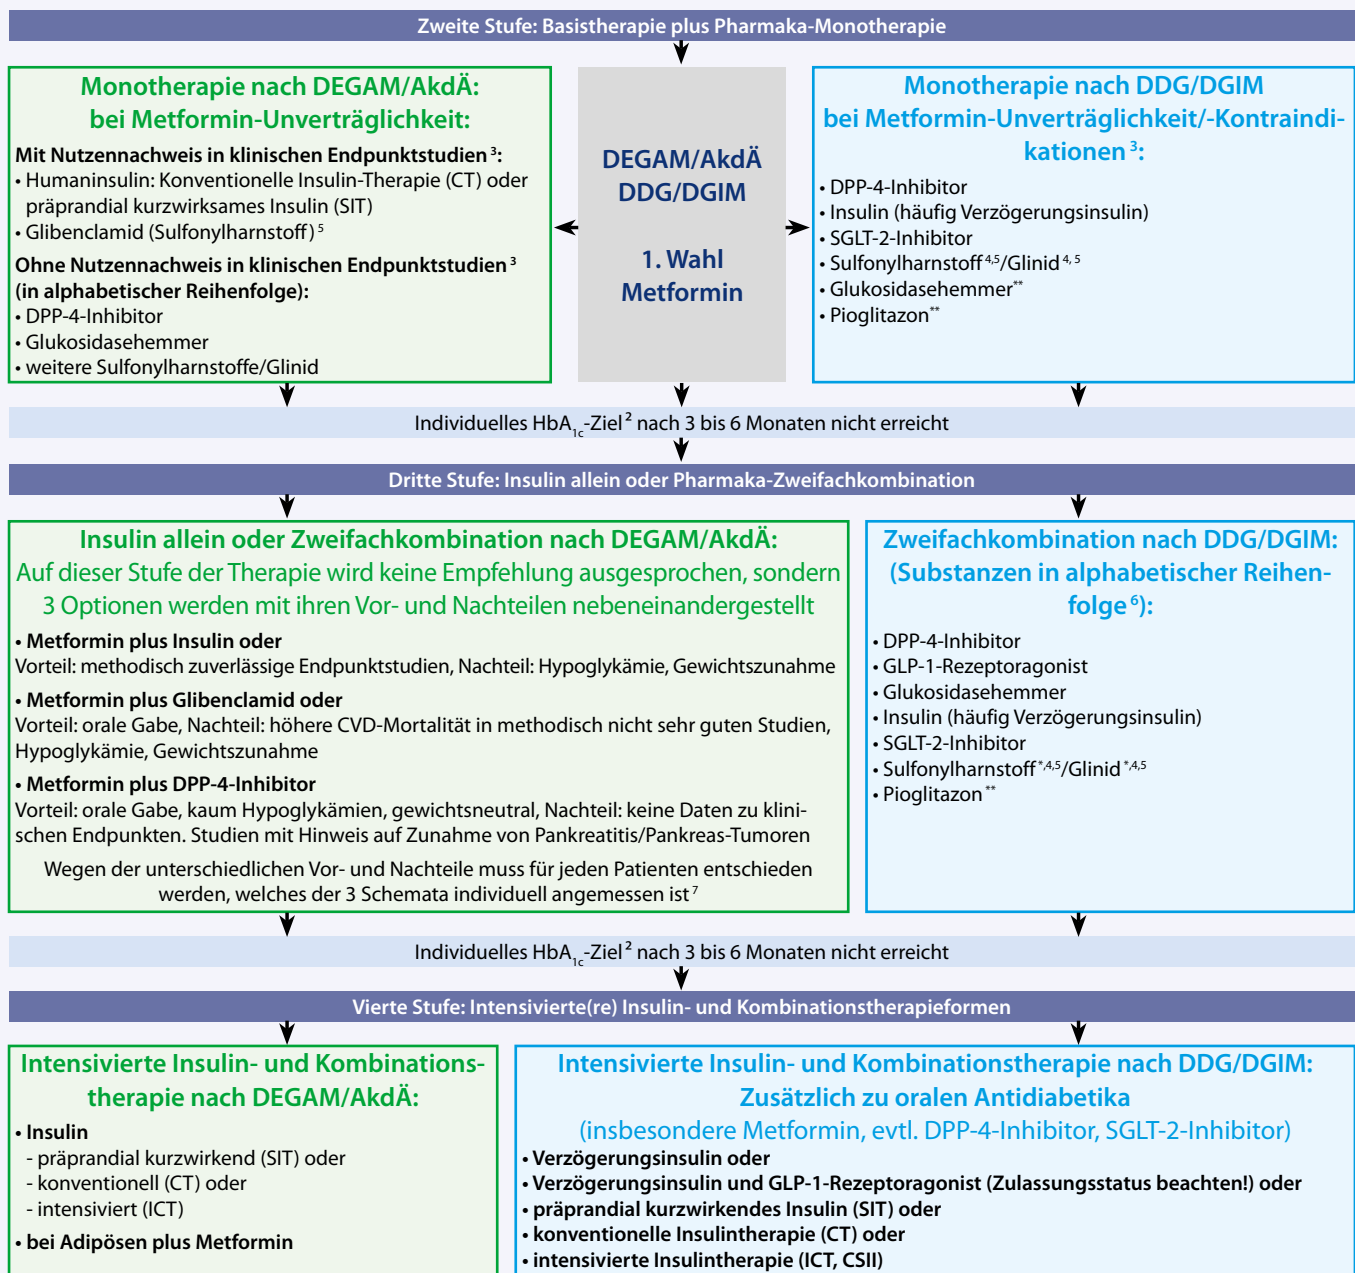 Zweite Stufe: Basistherapie plus Pharmaka-Monotherapie
Monotherapie nach DEGAM/AkdÄ:
bei Metformin-Unverträglichkeit:
Mit Nutzennachweis in klinischen Endpunktstudien ³:
• Humaninsulin: Konventionelle Insulin-Therapie (CT) oder
präprandial kurzwirksames Insulin (SIT)
• Glibenclamid (Sulfonylharnstoff) ⁵
Ohne Nutzennachweis in klinischen Endpunktstudien ³
(in alphabetischer Reihenfolge):
• DPP-4-Inhibitor
• Glukosidasehemmer
• weitere Sulfonylharnstoffe/Glinid
DEGAM/AkdÄ
DDG/DGIM
1. Wahl
Metformin
Monotherapie nach DDG/DGIM
bei Metformin-Unverträglichkeit/-Kontraindi-
kationen ³:
• DPP-4-Inhibitor
• Insulin (häufig Verzögerungsinsulin)
• SGLT-2-Inhibitor
• Sulfonylharnstoff ⁴,⁵/Glinid ⁴, ⁵
• Glukosidasehemmer**
• Pioglitazon**
Individuelles HbA1c-Ziel ² nach 3 bis 6 Monaten nicht erreicht
Dritte Stufe: Insulin allein oder Pharmaka-Zweifachkombination
Insulin allein oder Zweifachkombination nach DEGAM/AkdÄ:
Auf dieser Stufe der Therapie wird keine Empfehlung ausgesprochen, sondern
3 Optionen werden mit ihren Vor- und Nachteilen nebeneinandergestellt
• Metformin plus Insulin oder
Vorteil: methodisch zuverlässige Endpunktstudien, Nachteil: Hypoglykämie, Gewichtszunahme
• Metformin plus Glibenclamid oder
Vorteil: orale Gabe, Nachteil: höhere CVD-Mortalität in methodisch nicht sehr guten Studien,
Hypoglykämie, Gewichtszunahme
• Metformin plus DPP-4-Inhibitor
Vorteil: orale Gabe, kaum Hypoglykämien, gewichtsneutral, Nachteil: keine Daten zu klini-
schen Endpunkten. Studien mit Hinweis auf Zunahme von Pankreatitis/Pankreas-Tumoren
Wegen der unterschiedlichen Vor- und Nachteile muss für jeden Patienten entschieden
werden, welches der 3 Schemata individuell angemessen ist ⁷
Zweifachkombination nach DDG/DGIM:
(Substanzen in alphabetischer Reihen-
folge ⁶):
• DPP-4-Inhibitor
• GLP-1-Rezeptoragonist
• Glukosidasehemmer
• Insulin (häufig Verzögerungsinsulin)
• SGLT-2-Inhibitor
• Sulfonylharnstoff *,⁴,⁵/Glinid *,⁴,⁵
• Pioglitazon **
Individuelles HbA1c-Ziel ² nach 3 bis 6 Monaten nicht erreicht
Vierte Stufe: Intensivierte(re) Insulin- und Kombinationstherapieformen
Intensivierte Insulin- und Kombinations-
therapie nach DEGAM/AkdÄ:
• Insulin
- präprandial kurzwirkend (SIT) oder
- konventionell (CT) oder
- intensiviert (ICT)
• bei Adipösen plus Metformin
Intensivierte Insulin- und Kombinationstherapie nach DDG/DGIM:
Zusätzlich zu oralen Antidiabetika
(insbesondere Metformin, evtl. DPP-4-Inhibitor, SGLT-2-Inhibitor)
• Verzögerungsinsulin oder
• Verzögerungsinsulin und GLP-1-Rezeptoragonist (Zulassungsstatus beachten!) oder
• präprandial kurzwirkendes Insulin (SIT) oder
• konventionelle Insulintherapie (CT) oder
• intensivierte Insulintherapie (ICT, CSII)